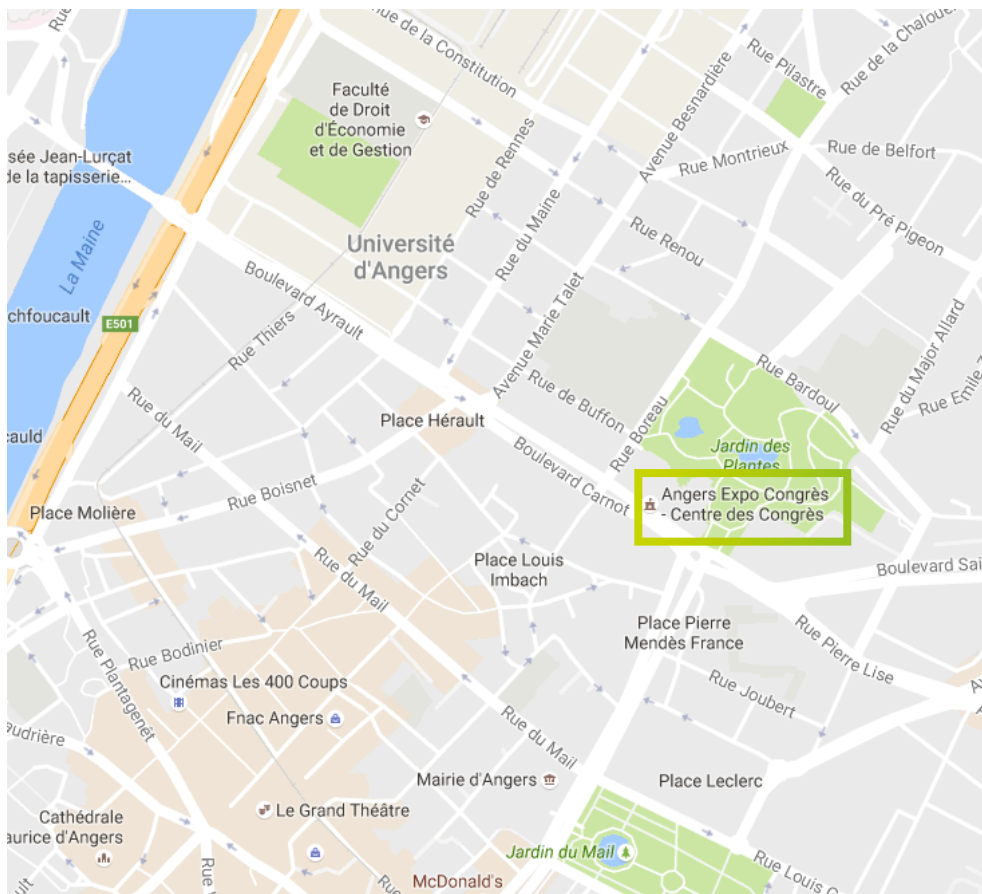 Rue
nue de la Constitution
Rue Pilastre
Rue de la Chalouère
Faculté
de Droit
d'Économie
et de Gestion
Avenue Besnardière
Rue de Rennes
Rue Montrieux
Rue de Belfort
sée Jean-Lurçat
de la tapisserie...
Rue du Maine
Rue Renou
Rue du Pré Pigeon
La Maine
Université
d'Angers
Boulevard Ayrault
Avenue Marie Talet
chfoucault
E501
Rue Thiers
Rue du Major Allard
Rue Bardoul
Rue Emile Z
Rue de Buffon
Rue Boreau
Rue du Mail
Place Hérault
cauld
Boulevard Carnot
Jardin des
Plantes
Rue Boisnet
Rue du Cornet
Angers Expo Congrès
- Centre des Congrès
Place Molière
Rue du Mail
Place Louis
Imbach
Boulevard Sai
Place Pierre
Mendès France
Rue Pierre Lise
Rue Bodinier
Rue Plantagenêt
Cinémas Les 400 Coups
Rue Joubert
Fnac Angers
audrière
Rue du Mail
Mairie d'Angers
Place Leclerc
Le Grand Théâtre
Cathédrale
aurice d'Angers
Jardin du Mail
Rue Louis G
McDonald's
Rue